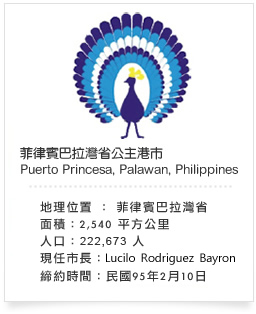 菲律賓巴拉灣省公主港市
Puerto Princesa, Palawan, Philippines
地理位置 : 菲律賓巴拉灣省
面積:2,540 平方公里
人口:222,673 人
現任市長:Lucilo Rodriguez Bayron
締約時間:民國95年2月10日